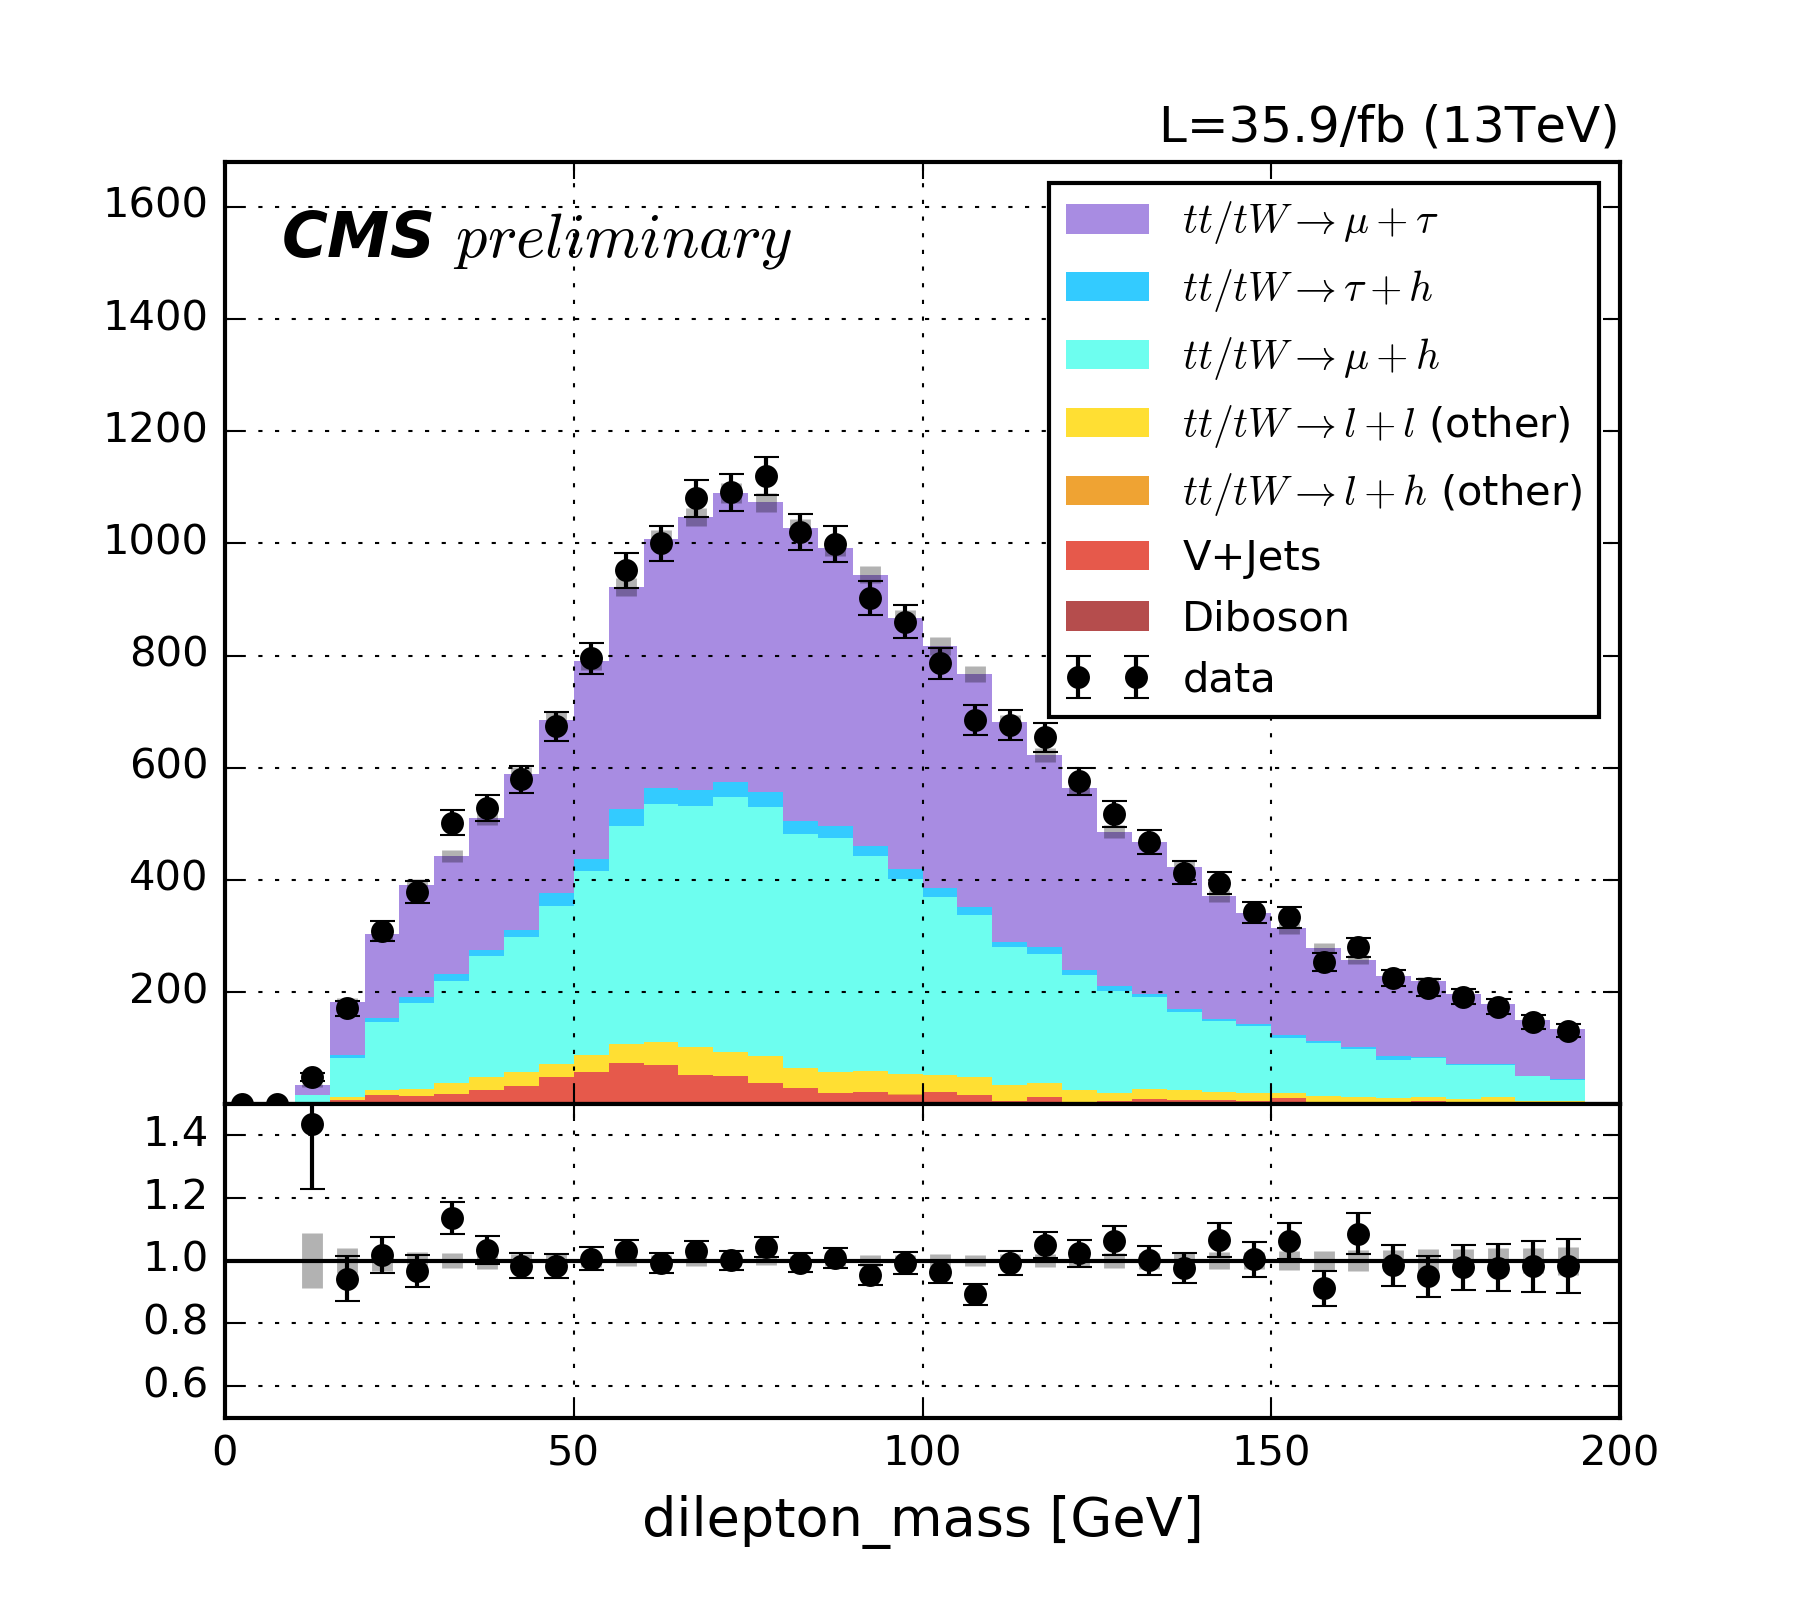 L=35.9/fb (13TeV)
CMS preliminary
1600
1400
1200
1000
800
600
400
200
tt/tW → μ + τ
tt/tW → τ + h
tt/tW → μ + h
tt/tW → l + l (other)
tt/tW → l + h (other)
V+Jets
Diboson
data
1.4
1.2
1.0
0.8
0.6
0 50 100 150 200
dilepton_mass [GeV]